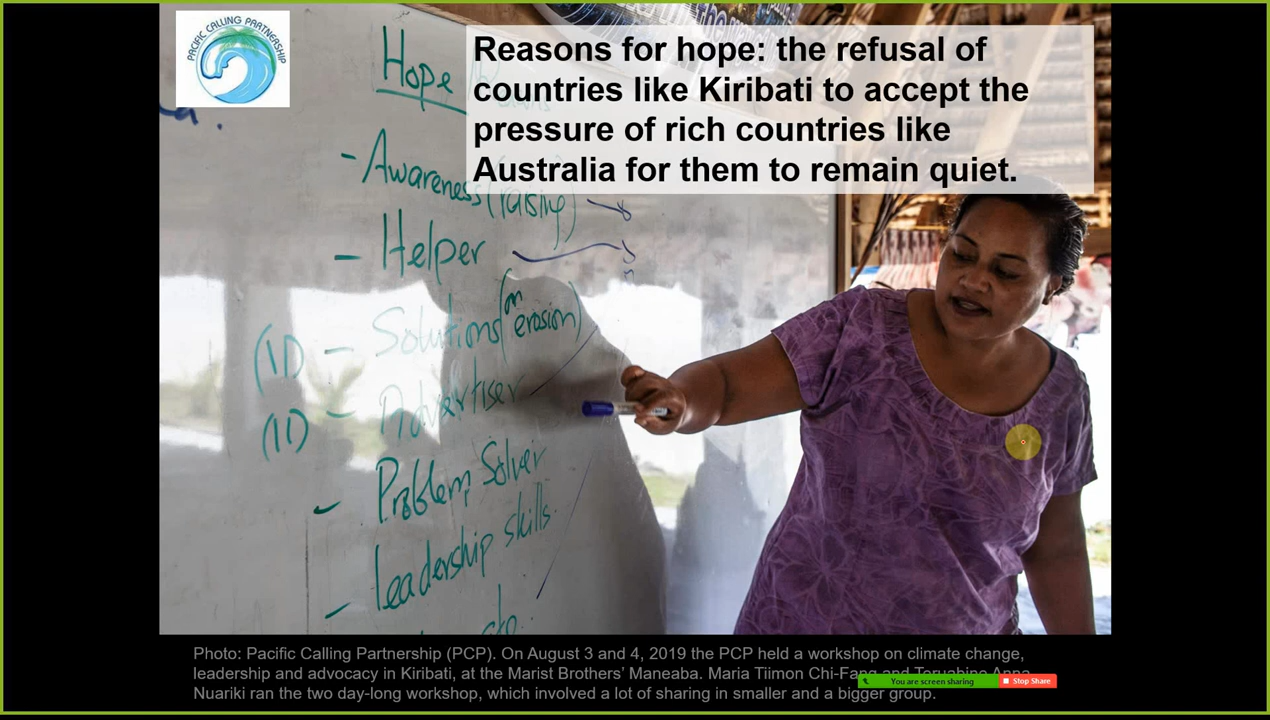 PACIFIC CALLING PARTNERSHIP
Reasons for hope: the refusal of
countries like Kiribati to accept the
pressure of rich countries like
Australia for them to remain quiet.
Hope
- Awareness (raising)
- Helper
(1) - Solutions (on erosion)
(11) - Advertiser
Problem Solver
- leadership skills
Photo: Pacific Calling Partnership (PCP). On August 3 and 4, 2019 the PCP held a workshop on climate change,
leadership and advocacy in Kiribati, at the Marist Brothers' Maneaba. Maria Tiimon Chi-Fang and
Nuariki ran the two day-long workshop, which involved a lot of sharing in smaller and a bigger group.
You are screen sharing
Stop Share